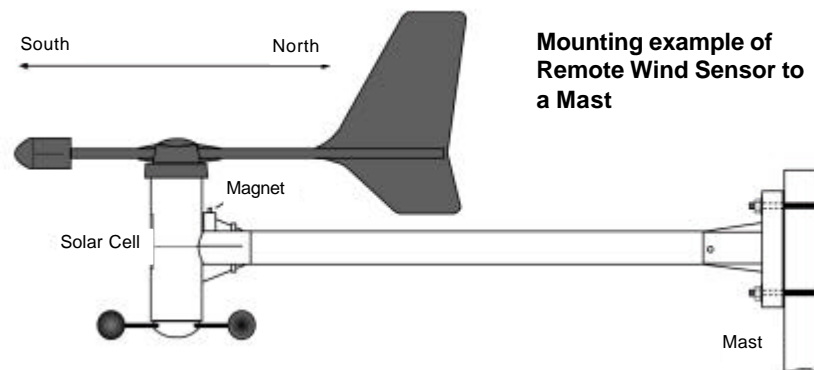 South
North
Mounting example of
Remote Wind Sensor to
a Mast
Magnet
Solar Cell
Mast